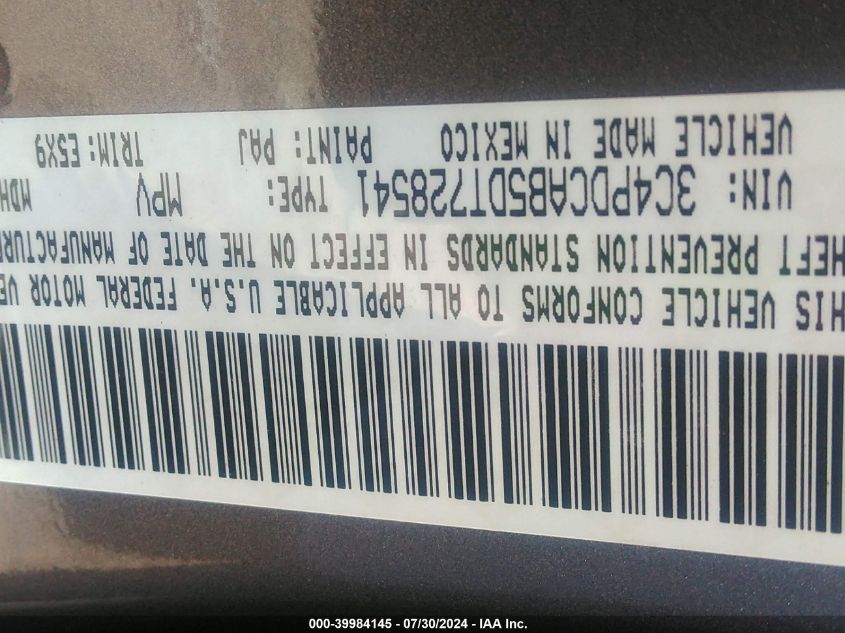 HIS VEHICLE CONFORMS TO ALL APPLICABLE U.S.A. FEDERAL MOTOR VE
HEFT PREVENTION STANDARDS IN EFFECT ON THE DATE OF MANUFACTUR
VIN: 3C4PDCAB5DT728541 TYPE: MPV MDH
VEHICLE MADE IN MEXICO PAINT: PAJ TRIM: E5X9
000-39984145 - 07/30/2024 - IAA Inc.